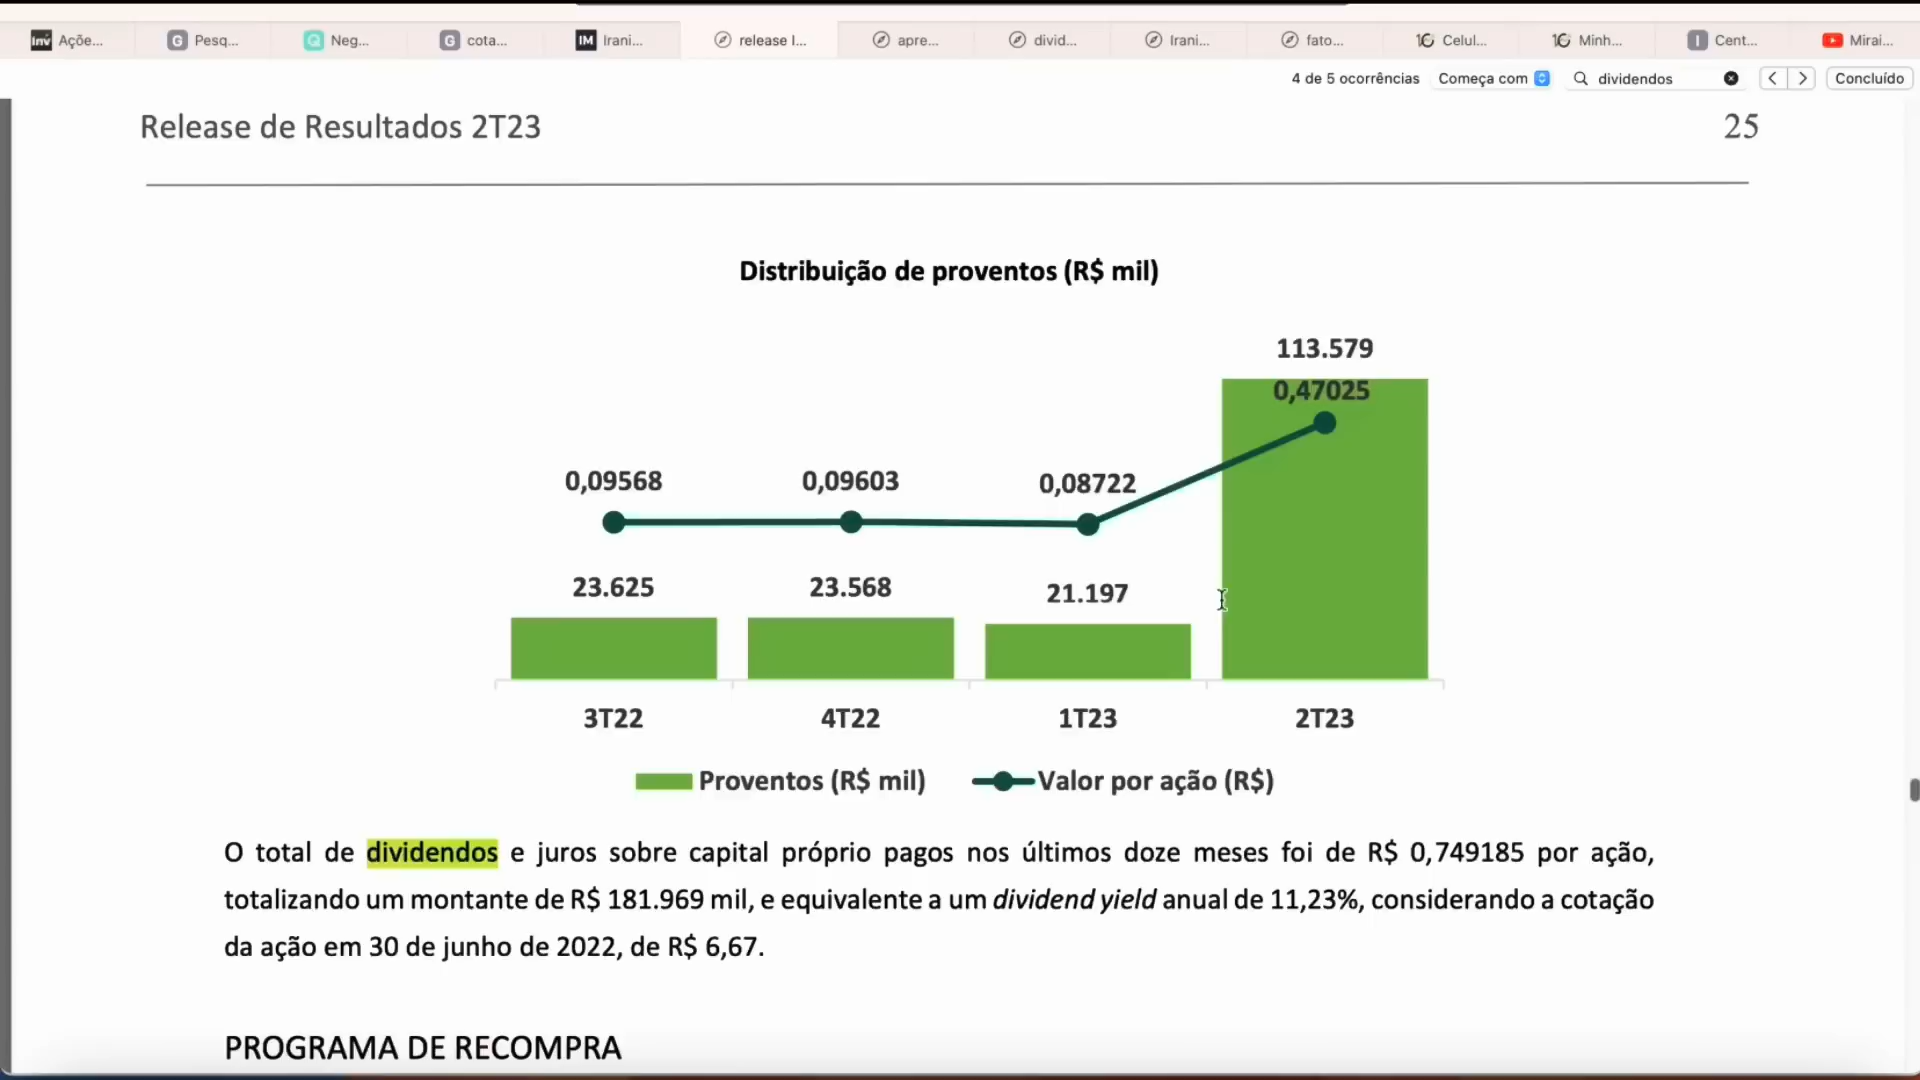 Açõe...
Pesq...
Neg...
cota...
IM Irani...
release I...
apre...
divid...
Irani...
fato...
Celul...
Minh...
I Cent...
Mirai...
4 de 5 ocorrências Começa com dividendos Concluído
Release de Resultados 2T23 25
Distribuição de proventos (R$ mil)
113.579
0,47025
0,09568 0,09603 0,08722
23.625 23.568 21.197
3T22 4T22 1T23 2T23
Proventos (R$ mil) Valor por ação (R$)
O total de dividendos e juros sobre capital próprio pagos nos últimos doze meses foi de R$ 0,749185 por ação,
totalizando um montante de R$ 181.969 mil, e equivalente a um dividend yield anual de 11,23%, considerando a cotação
da ação em 30 de junho de 2022, de R$ 6,67.
PROGRAMA DE RECOMPRA